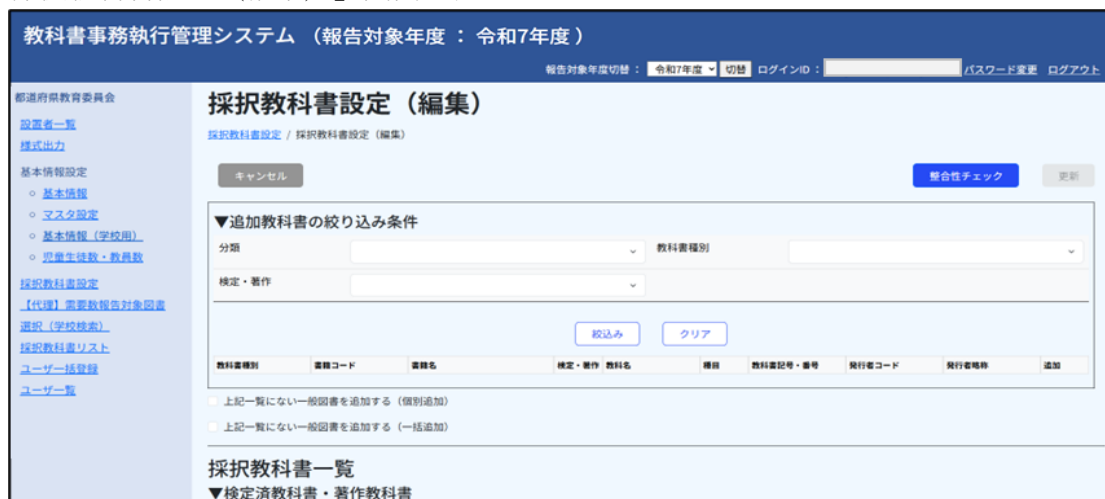 教科書事務執行管理システム （報告対象年度 ： 令和7年度 ）
報告対象年度切替 ： 令和7年度 切替 ログインID ： パスワード変更 ログアウト
都道府県教育委員会
設置者一覧
様式出力
基本情報設定
基本情報
マスタ設定
基本情報（学校用）
児童生徒数・教員数
採択教科書設定
【代理】需要数報告対象図書
選択（学校検索）
採択教科書リスト
ユーザ一括登録
ユーザ一覧
採択教科書設定（編集）
採択教科書設定 / 採択教科書設定（編集）
キャンセル 整合性チェック 更新
▼追加教科書の絞り込み条件
分類 教科書種別
検定・著作
絞込み クリア
教科書種別 書籍コード 書籍名 検定・著作 教科名 種目 教科書記号・番号 発行者コード 発行者略称 追加
上記一覧にない一般図書を追加する（個別追加）
上記一覧にない一般図書を追加する（一括追加）
採択教科書一覧
▼検定済教科書・著作教科書